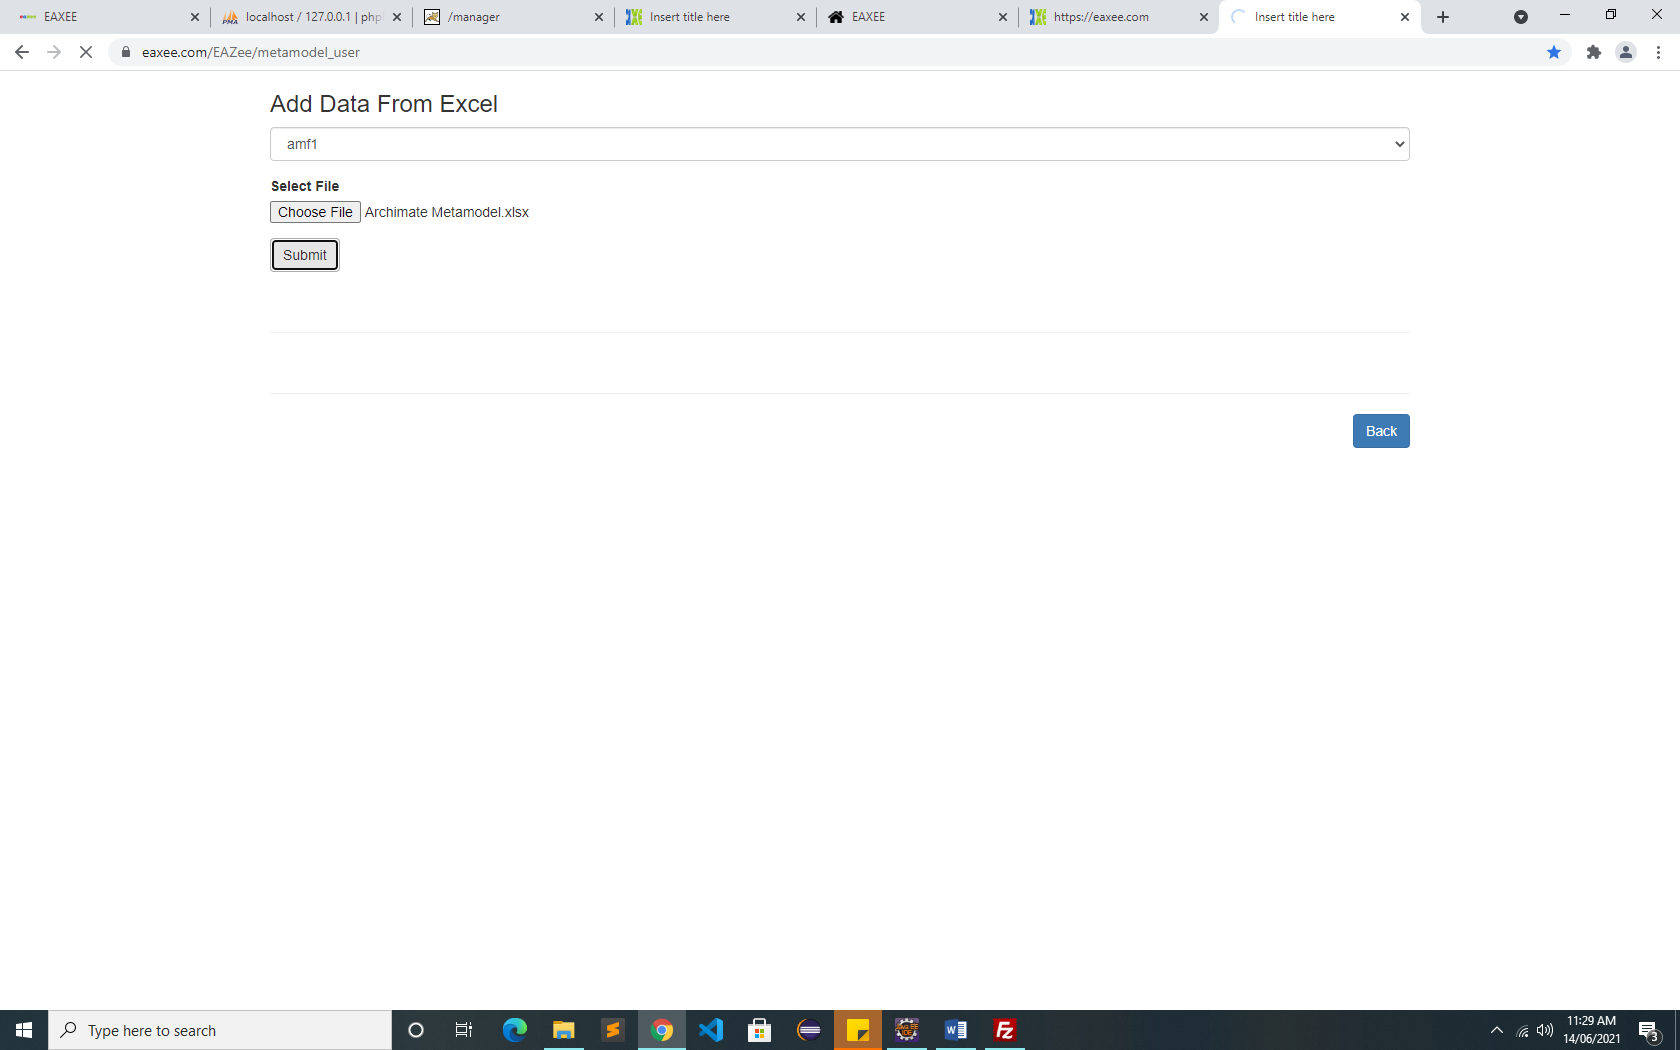 EAXEE
localhost / 127.0.0.1 | php
/manager
Insert title here
EAXEE
https://eaxee.com
Insert title here
eaxee.com/EAZee/metamodel_user
Add Data From Excel
amf1
Select File
Choose File Archimate Metamodel.xlsx
Submit
Back
Type here to search
11:29 AM
14/06/2021
3